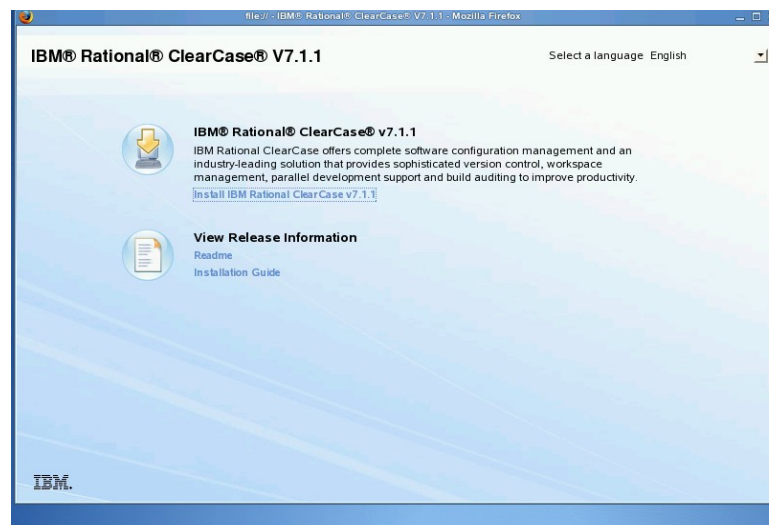 file:// - IBM® Rational® ClearCase® V7.1.1 - Mozilla Firefox
IBM® Rational® ClearCase® V7.1.1
Select a language English
IBM® Rational® ClearCase® v7.1.1
IBM Rational ClearCase offers complete software configuration management and an
industry-leading solution that provides sophisticated version control, workspace
management, parallel development support and build auditing to improve productivity.
Install IBM Rational ClearCase v7.1.1
View Release Information
Readme
Installation Guide
IBM.